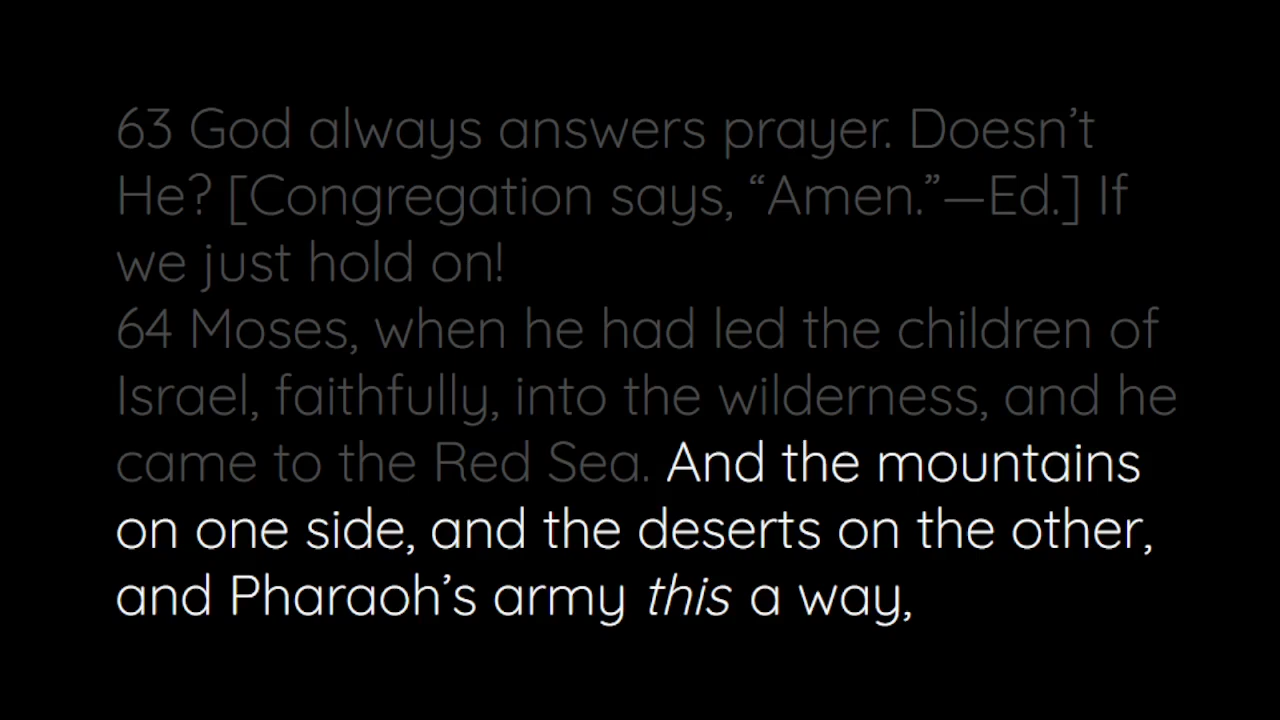 63 God always answers prayer. Doesn’t
He? [Congregation says, “Amen.”—Ed.] If
we just hold on!
64 Moses, when he had led the children of
Israel, faithfully, into the wilderness, and he
came to the Red Sea. And the mountains
on one side, and the deserts on the other,
and Pharaoh’s army this a way,